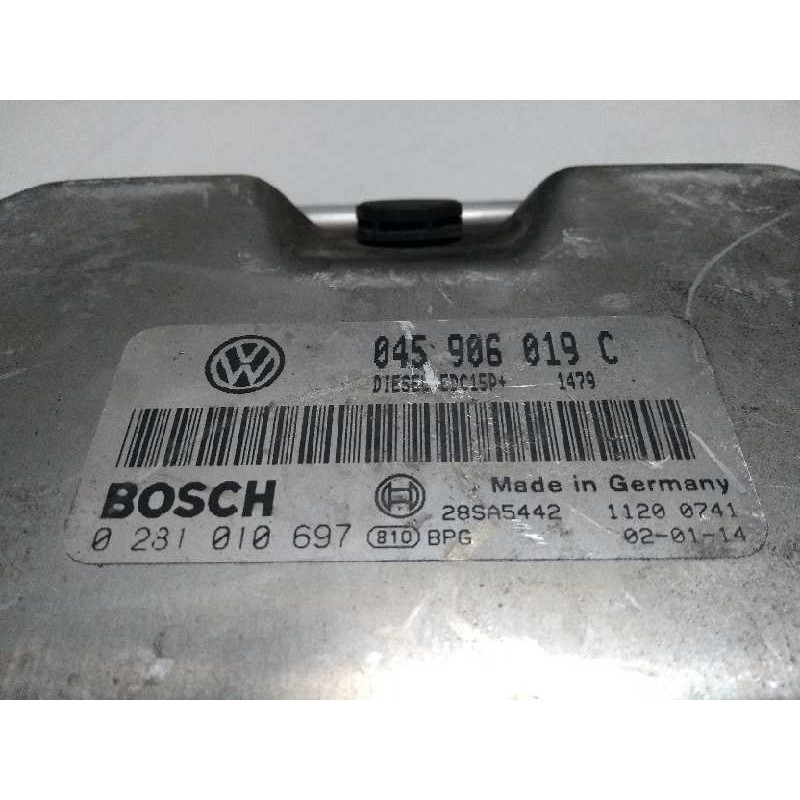 045 906 019 C
DIESEL EDC15P+ 1479
BOSCH
Made in Germany
28SA5442 1120 0741
0 281 010 697 810 BPG 02-01-14